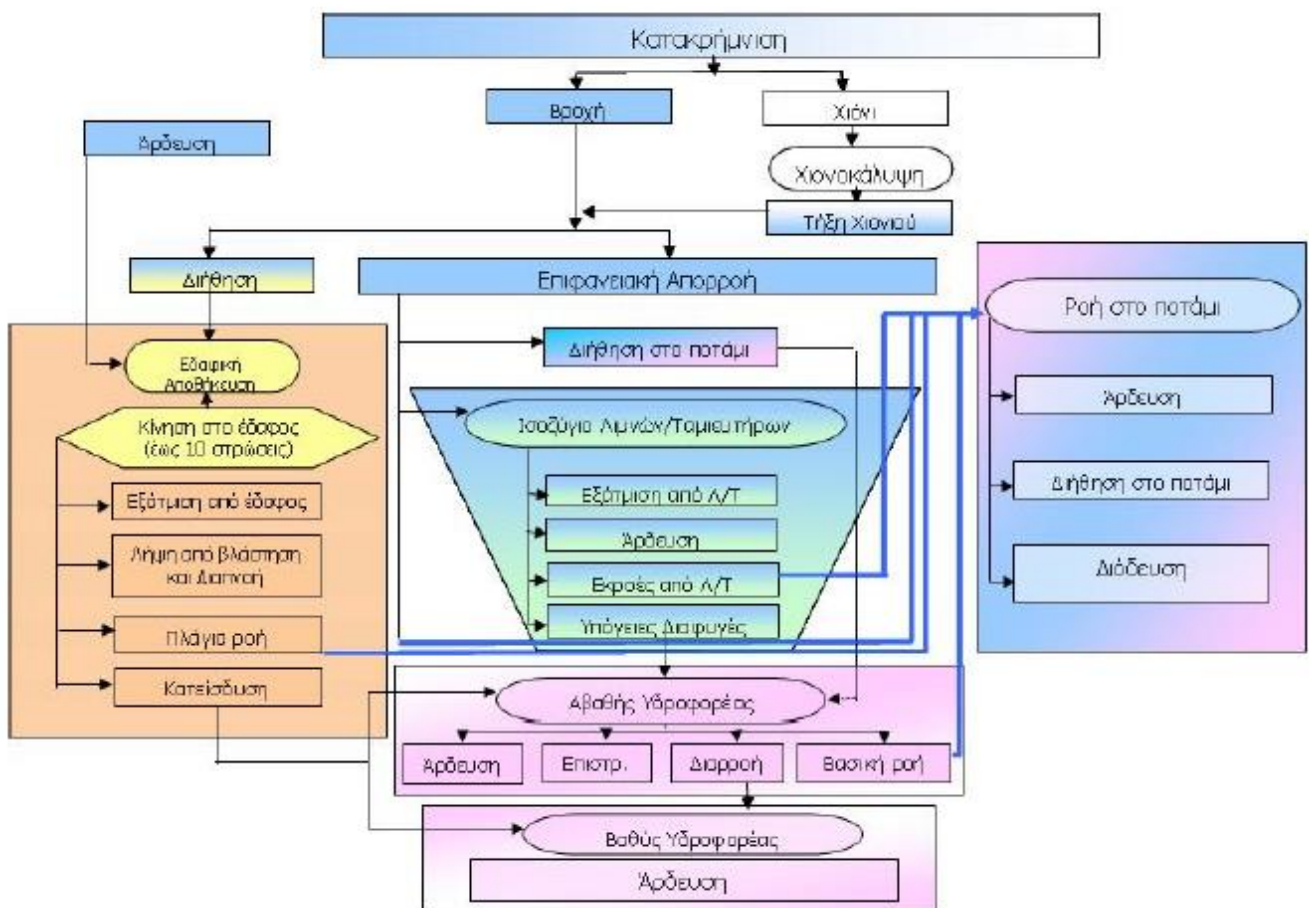 Κατακρήμνιση
Βροχή
Χιόνι
Άρδευση
Χιονοκάλυψη
Τήξη Χιονιού
Διήθηση
Επιφανειακή Απορροή
Ροή στο ποτάμι
Εδαφική
Αποθήκευση
Διήθηση στο ποτάμι
Κίνηση στο έδαφος
(έως 10 στρώσεις)
Ισοζύγιο Λιμνών/Ταμιευτήρων
Άρδευση
Εξάτμιση από έδαφος
Εξάτμιση από Λ/Τ
Διήθηση στο ποτάμι
Λήψη από βλάστηση
και Διαπνοή
Άρδευση
Εκροές από Λ/Τ
Διόδευση
Πλάγια ροή
Υπόγειες Διαφυγές
Κατείσδυση
Αβαθής Υδροφορέας
Άρδευση
Επιστρ.
Διαρροή
Βασική ροή
Βαθύς Υδροφορέας
Άρδευση